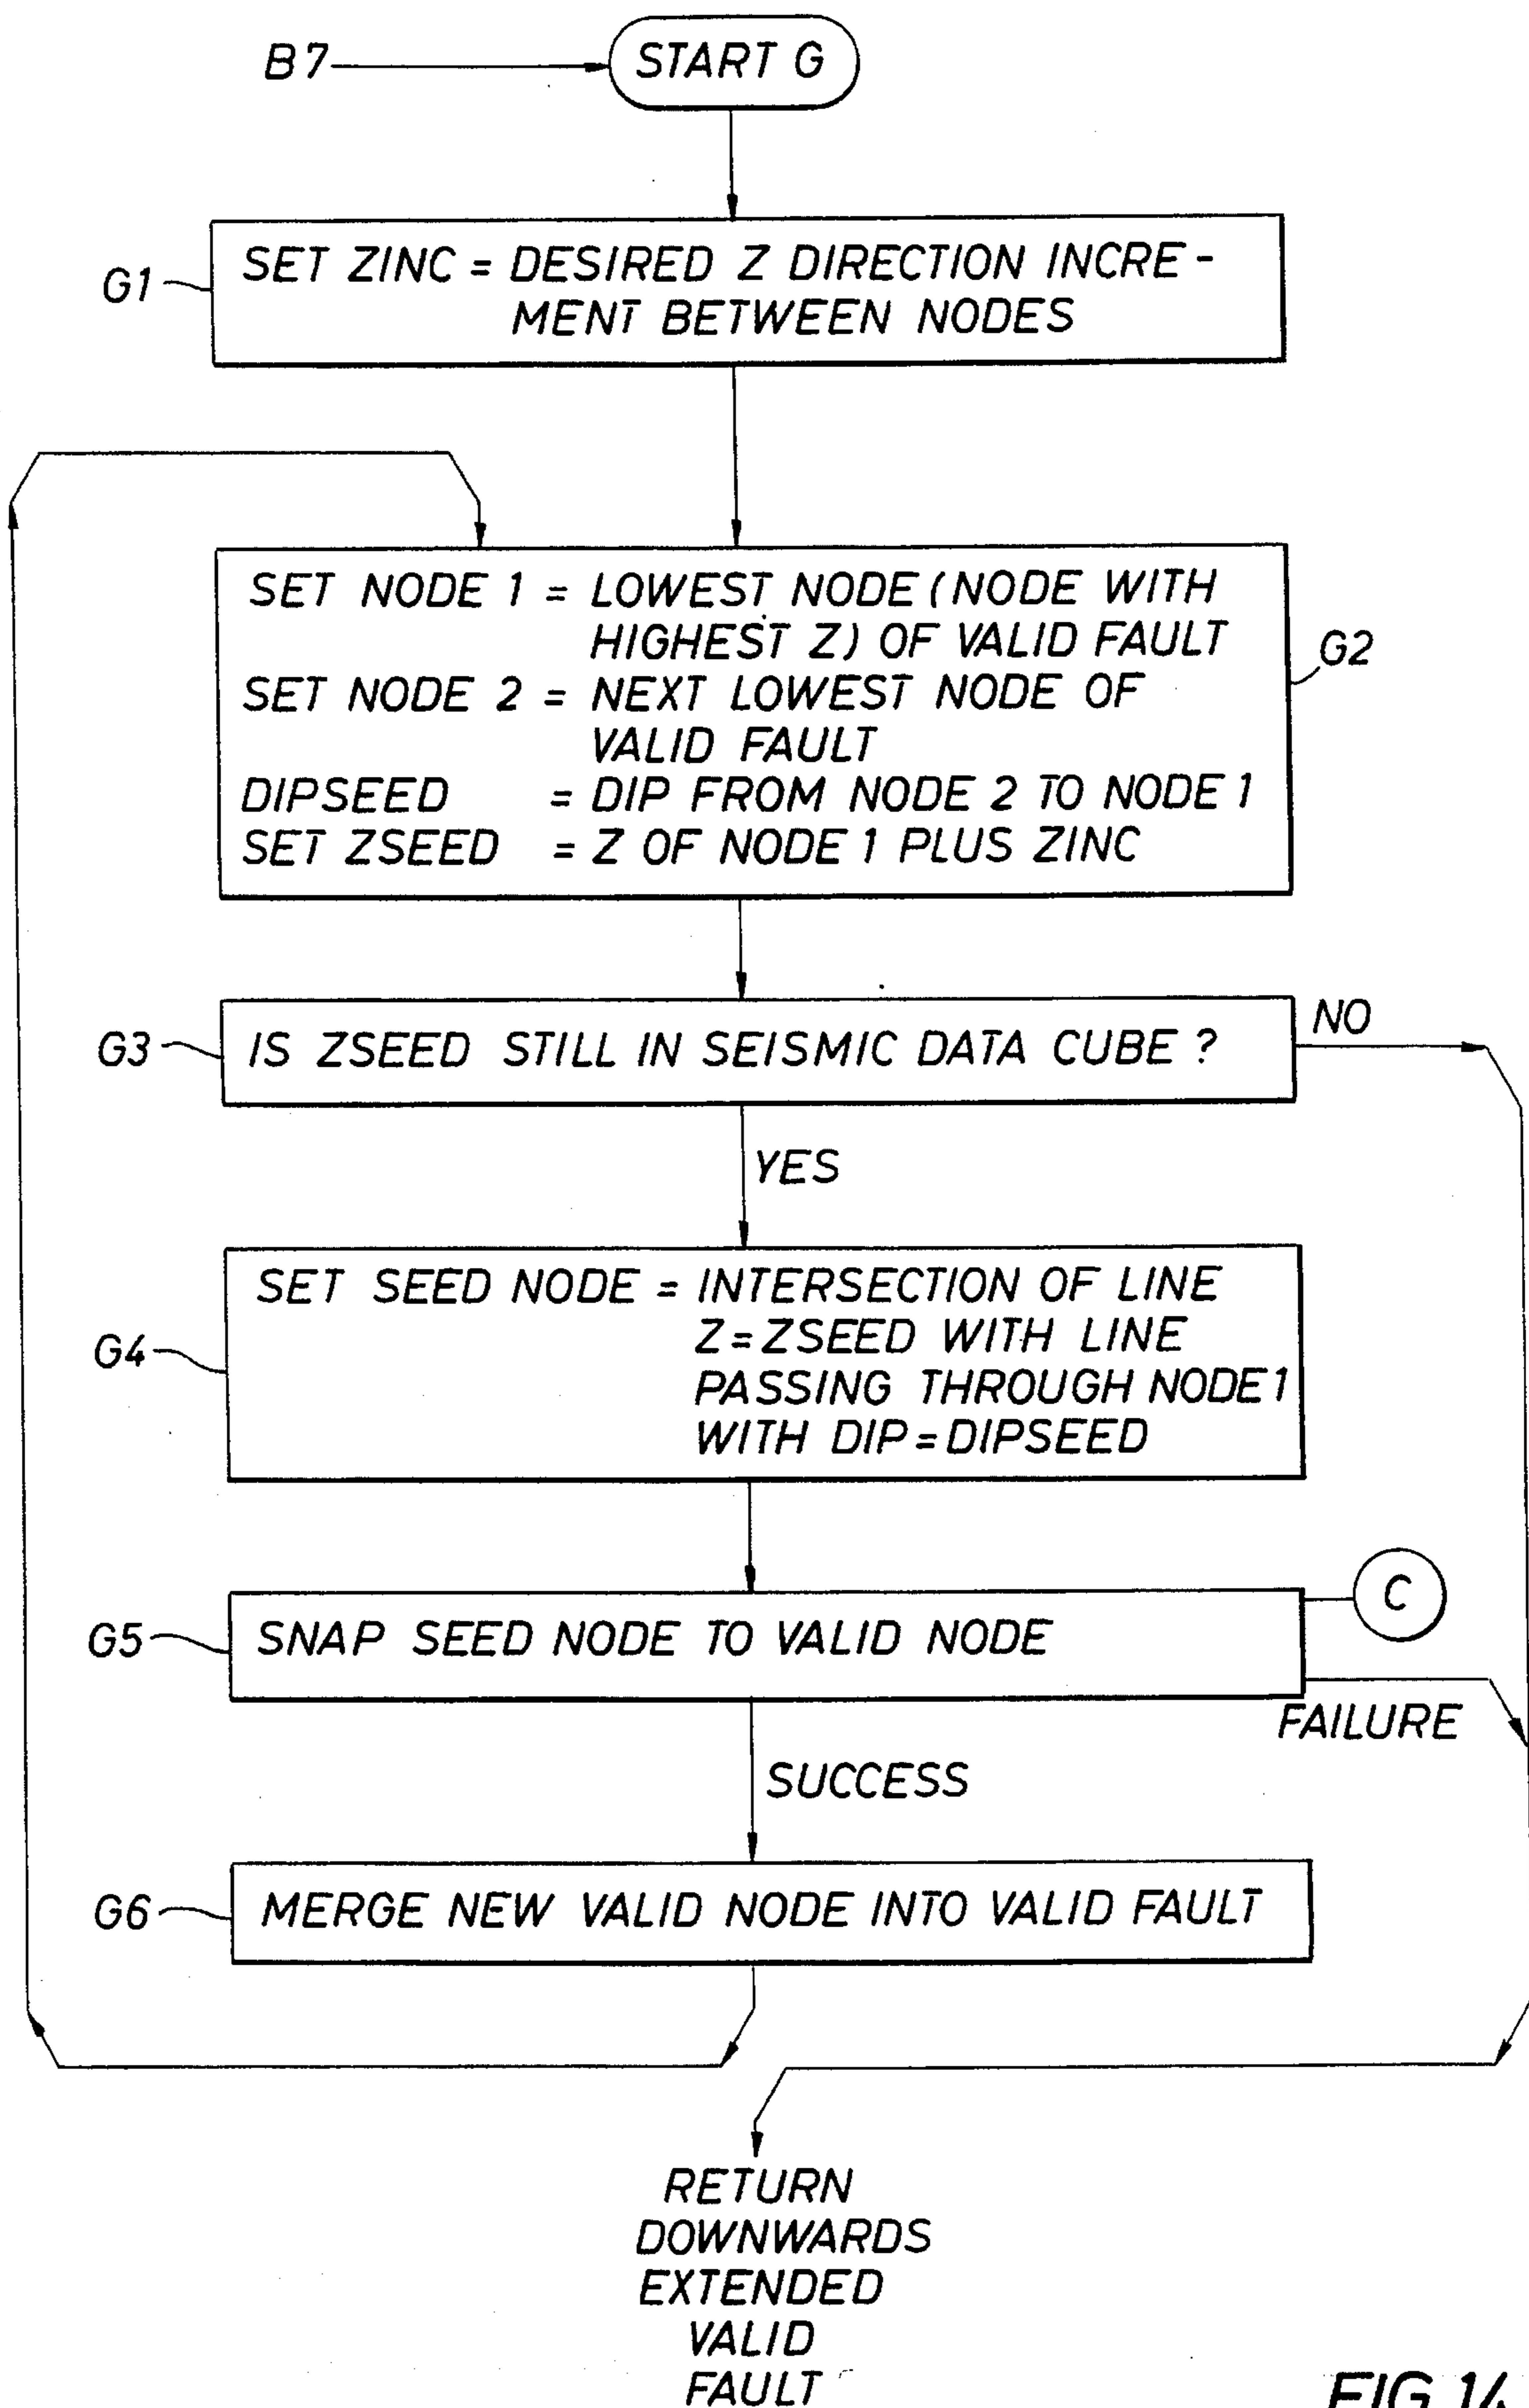 B7
START G
G1
SET ZINC = DESIRED Z DIRECTION INCRE-
MENT BETWEEN NODES
SET NODE 1 = LOWEST NODE (NODE WITH
HIGHEST Z) OF VALID FAULT
G2
SET NODE 2 = NEXT LOWEST NODE OF
VALID FAULT
DIPSEED = DIP FROM NODE 2 TO NODE 1
SET ZSEED = Z OF NODE 1 PLUS ZINC
G3
IS ZSEED STILL IN SEISMIC DATA CUBE ?
NO
YES
G4
SET SEED NODE = INTERSECTION OF LINE
Z=ZSEED WITH LINE
PASSING THROUGH NODE 1
WITH DIP = DIPSEED
C
G5
SNAP SEED NODE TO VALID NODE
FAILURE
SUCCESS
G6
MERGE NEW VALID NODE INTO VALID FAULT
RETURN
DOWNWARDS
EXTENDED
VALID
FAULT
FIG.14